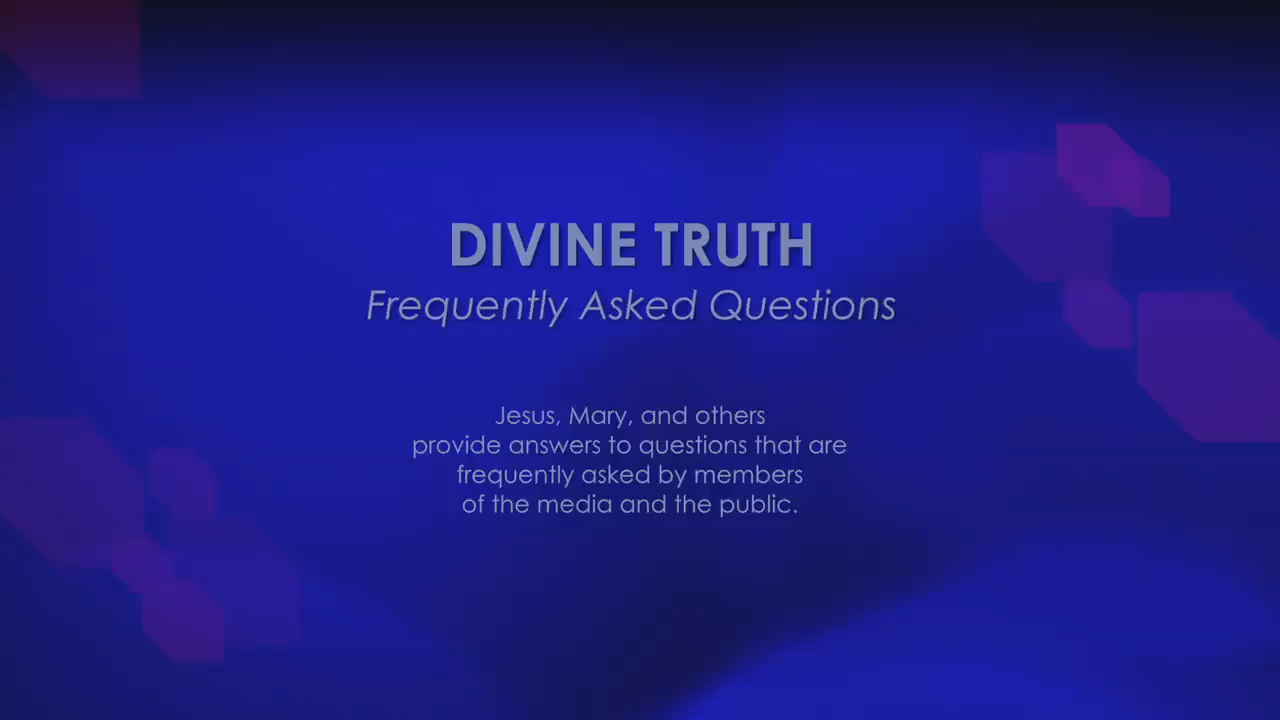 DIVINE TRUTH
Frequently Asked Questions
Jesus, Mary, and others
provide answers to questions that are
frequently asked by members
of the media and the public.